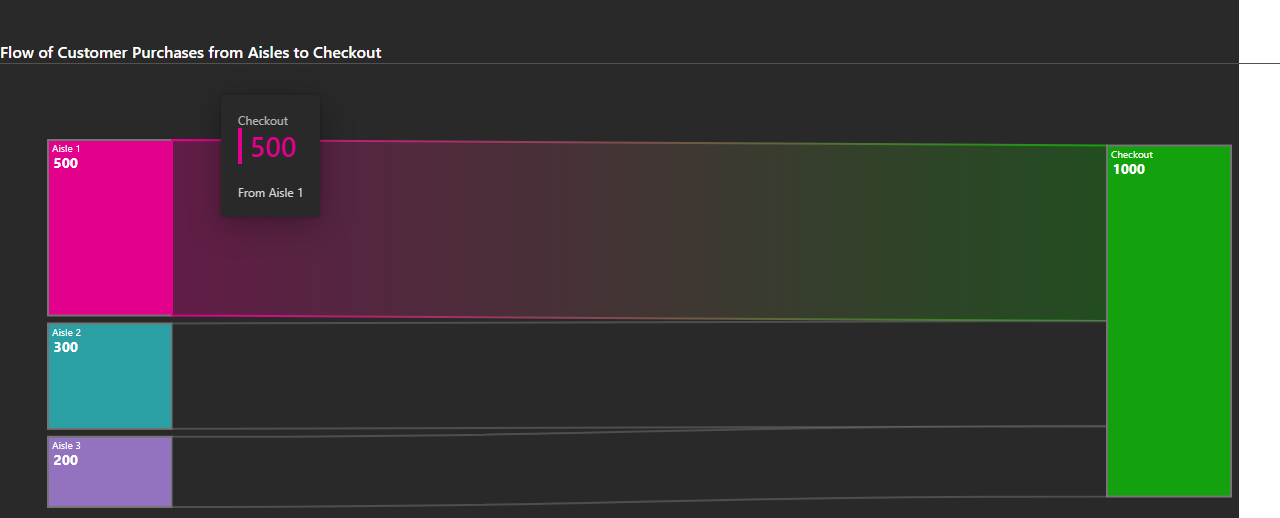 Flow of Customer Purchases from Aisles to Checkout
Checkout
500
From Aisle 1
Aisle 1
500
Aisle 2
300
Aisle 3
200
Checkout
1000